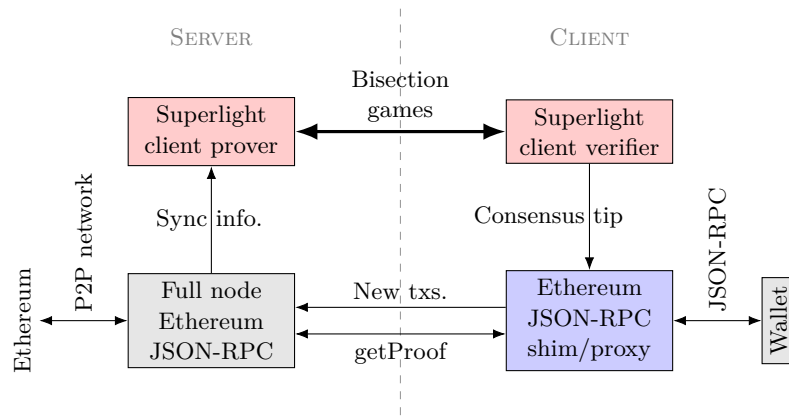 SERVER
CLIENT
Bisection
games
Superlight
client prover
Superlight
client verifier
Sync info.
Consensus tip
P2P network
JSON-RPC
Ethereum
Full node
Ethereum
JSON-RPC
New txs.
getProof
Ethereum
JSON-RPC
shim/proxy
Wallet